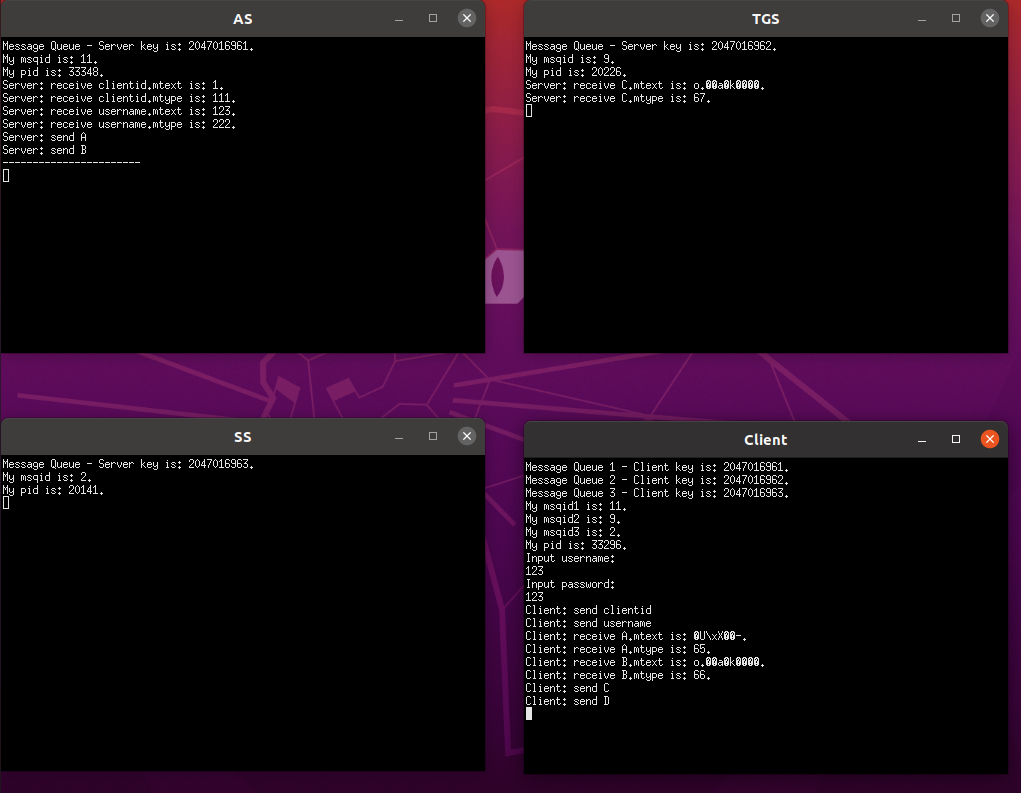 AS
Message Queue - Server key is: 2047016961.
My msqid is: 11.
My pid is: 33348.
Server: receive clientid.mtext is: 1.
Server: receive clientid.mtype is: 111.
Server: receive username.mtext is: 123.
Server: receive username.mtype is: 222.
Server: send A
Server: send B
-----------------------
TGS
Message Queue - Server key is: 2047016962.
My msqid is: 9.
My pid is: 20226.
Server: receive C.mtext is:
Server: receive C.mtype is: 67.
SS
Message Queue - Server key is: 2047016963.
My msqid is: 2.
My pid is: 20141.
Client
Message Queue 1 - Client key is: 2047016961.
Message Queue 2 - Client key is: 2047016962.
Message Queue 3 - Client key is: 2047016963.
My msqid1 is: 11.
My msqid2 is: 9.
My msqid3 is: 2.
My pid is: 33296.
Input username:
123
Input password:
123
Client: send clientid
Client: send username
Client: receive A.mtext is:
Client: receive A.mtype is: 65.
Client: receive B.mtext is:
Client: receive B.mtype is: 66.
Client: send C
Client: send D